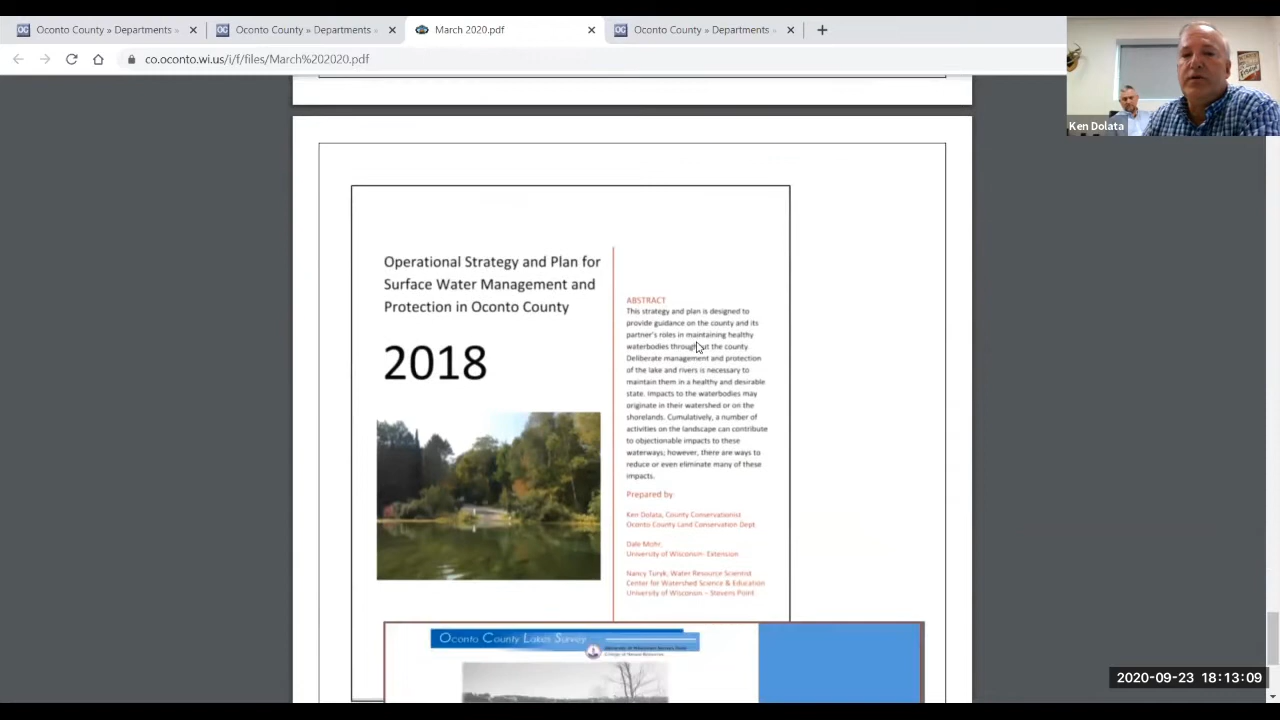 Oconto County » Departments »
Oconto County » Departments »
March 2020.pdf
Oconto County » Departments »
co.oconto.wi.us/i/f/files/March%202020.pdf
Ken Dolata
Operational Strategy and Plan for
Surface Water Management and
Protection in Oconto County
2018
ABSTRACT
This strategy and plan is designed to
provide guidance on the county and its
partner's roles in maintaining healthy
waterbodies throughout the county.
Deliberate management and protection
of the lake and rivers is necessary to
maintain them in a healthy and desirable
state. Impacts to the waterbodies may
originate in their watershed or on the
shorelands. Cumulatively, a number of
activities on the landscape can contribute
to objectionable impacts to these
waterways; however, there are ways to
reduce or even eliminate many of these
impacts.
Prepared by:
Ken Dolata, County Conservationist
Oconto County Land Conservation Dept
Dale Mohr,
University of Wisconsin- Extension
Nancy Turyk, Water Resource Scientist
Center for Watershed Science & Education
University of Wisconsin – Stevens Point
Oconto County Lakes Survey
College of Natural Resources
2020-09-23 18:13:09